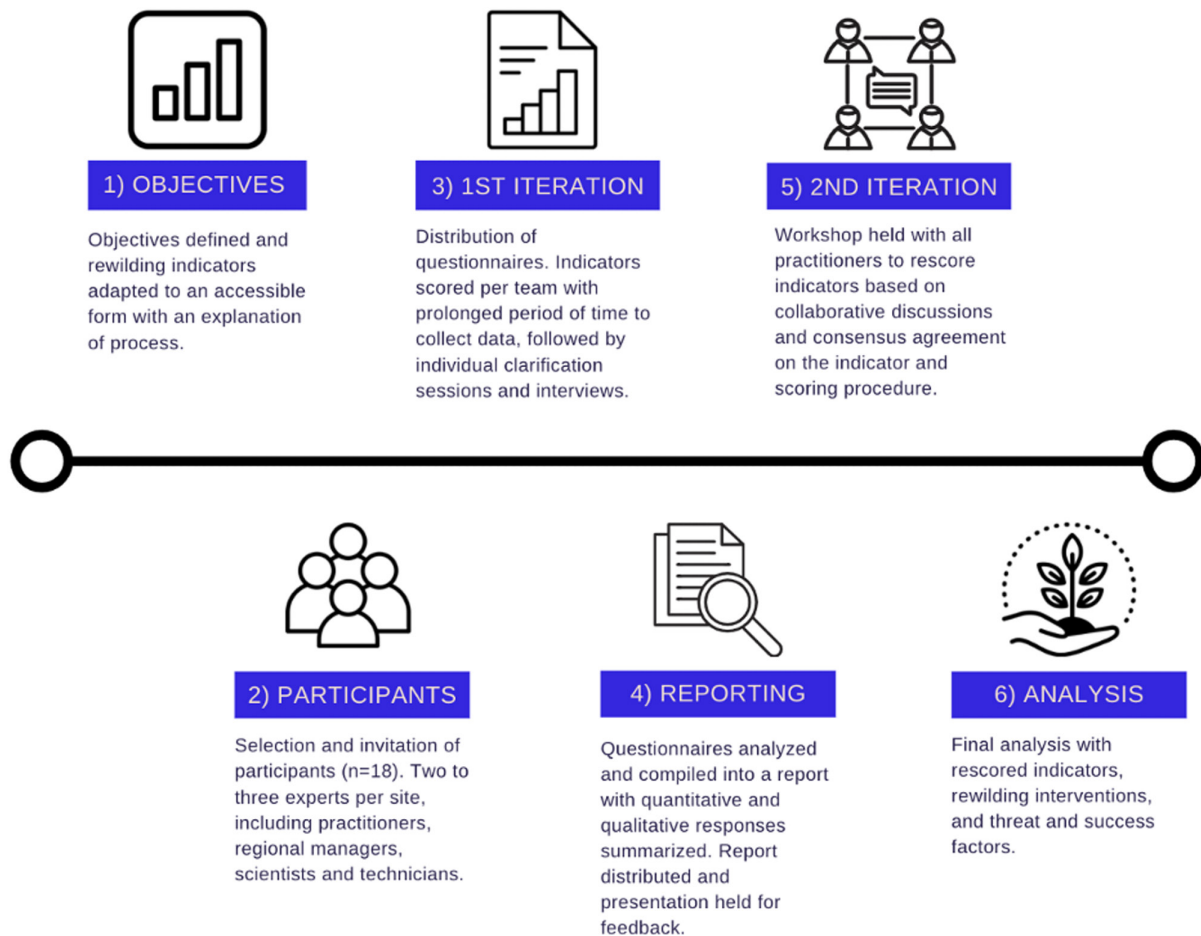 1) OBJECTIVES
Objectives defined and
rewilding indicators
adapted to an accessible
form with an explanation
of process.
2) PARTICIPANTS
Selection and invitation of
participants (n=18). Two to
three experts per site,
including practitioners,
regional managers,
scientists and technicians.
3) 1ST ITERATION
Distribution of
questionnaires. Indicators
scored per team with
prolonged period of time to
collect data, followed by
individual clarification
sessions and interviews.
4) REPORTING
Questionnaires analyzed
and compiled into a report
with quantitative and
qualitative responses
summarized. Report
distributed and
presentation held for
feedback.
5) 2ND ITERATION
Workshop held with all
practitioners to rescore
indicators based on
collaborative discussions
and consensus agreement
on the indicator and
scoring procedure.
6) ANALYSIS
Final analysis with
rescored indicators,
rewilding interventions,
and threat and success
factors.